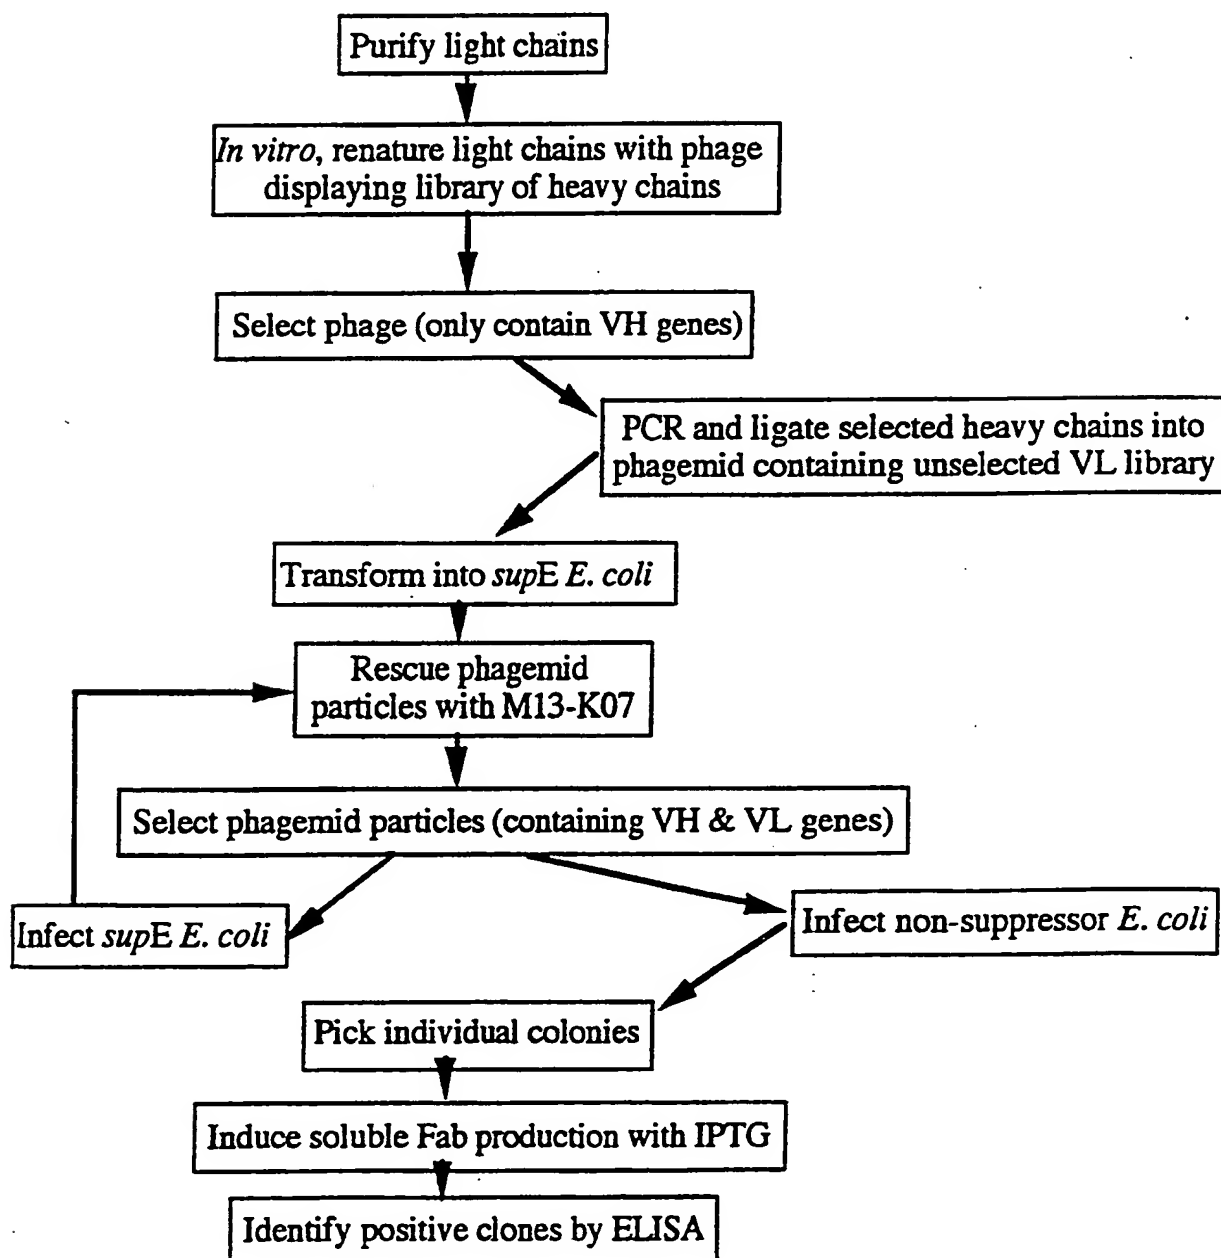 Purify light chains
In vitro, renature light chains with phage
displaying library of heavy chains
Select phage (only contain VH genes)
PCR and ligate selected heavy chains into
phagemid containing unselected VL library
Transform into supE E. coli
Rescue phagemid
particles with M13-K07
Select phagemid particles (containing VH & VL genes)
Infect supE E. coli
Infect non-suppressor E. coli
Pick individual colonies
Induce soluble Fab production with IPTG
Identify positive clones by ELISA